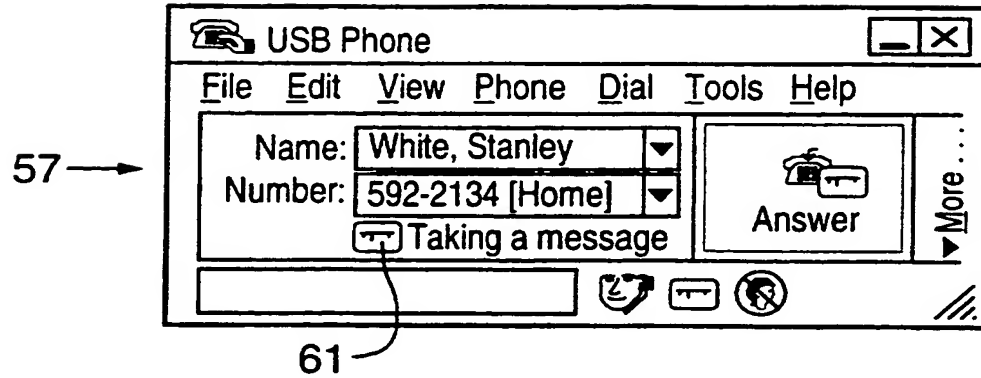 USB Phone
File Edit View Phone Dial Tools Help
Name: White, Stanley
Number: 592-2134 [Home]
Taking a message
Answer
More...
57
61